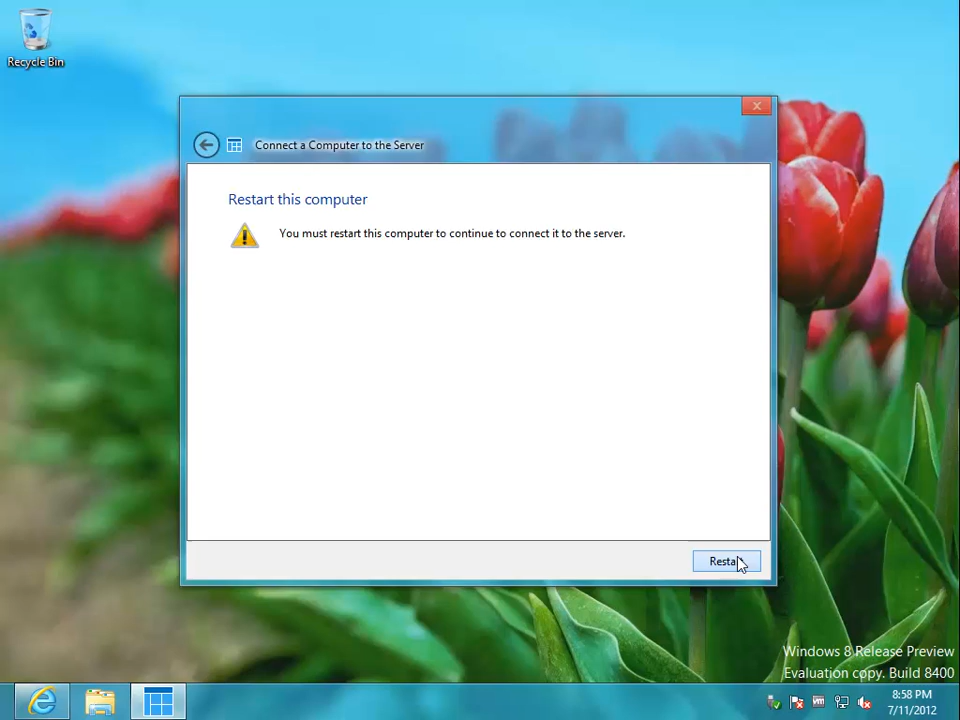 Recycle Bin
Connect a Computer to the Server
Restart this computer
You must restart this computer to continue to connect it to the server.
Windows 8 Release Preview
Evaluation copy. Build 8400
8:58 PM
7/11/2012